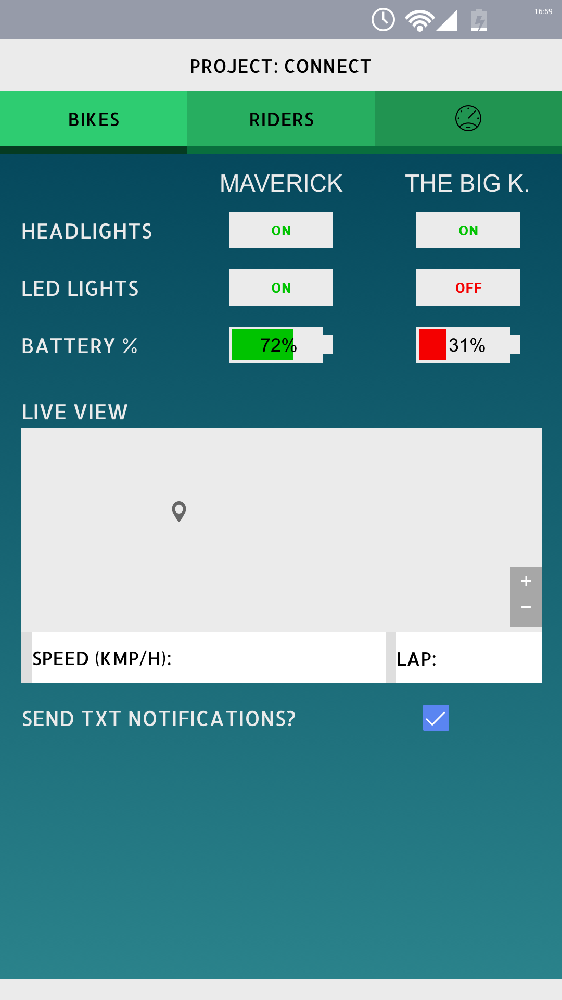 16:59
PROJECT: CONNECT
BIKES RIDERS
MAVERICK THE BIG K.
HEADLIGHTS ON ON
LED LIGHTS ON OFF
BATTERY % 72% 31%
LIVE VIEW
+
−
SPEED (KMP/H): LAP:
SEND TXT NOTIFICATIONS?